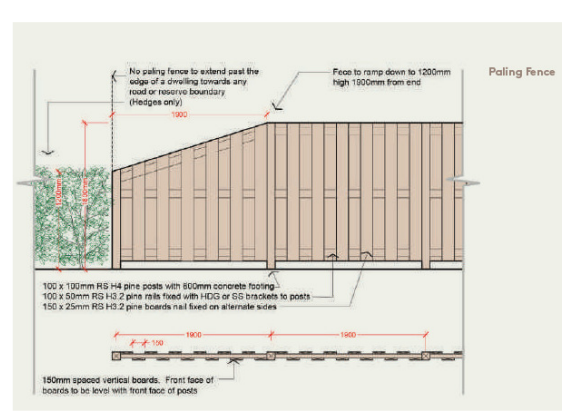 No paling fence to extend past the
edge of a dwelling towards any
road or reserve boundary
(Hedges only)
Fece to ramp down to 1200mm
high 1900mm from end
Paling Fence
1900
1200mm
100 x 100mm RS H4 pine posts with 600mm concrete footing
100 x 50mm RS H3.2 pine rails fixed with HDG or SS brackets to posts
150 x 25mm RS H3.2 pine boards nail fixed on alternate sides
1900
1900
150
150mm spaced vertical boards. Front face of
boards to be level with front face of posts